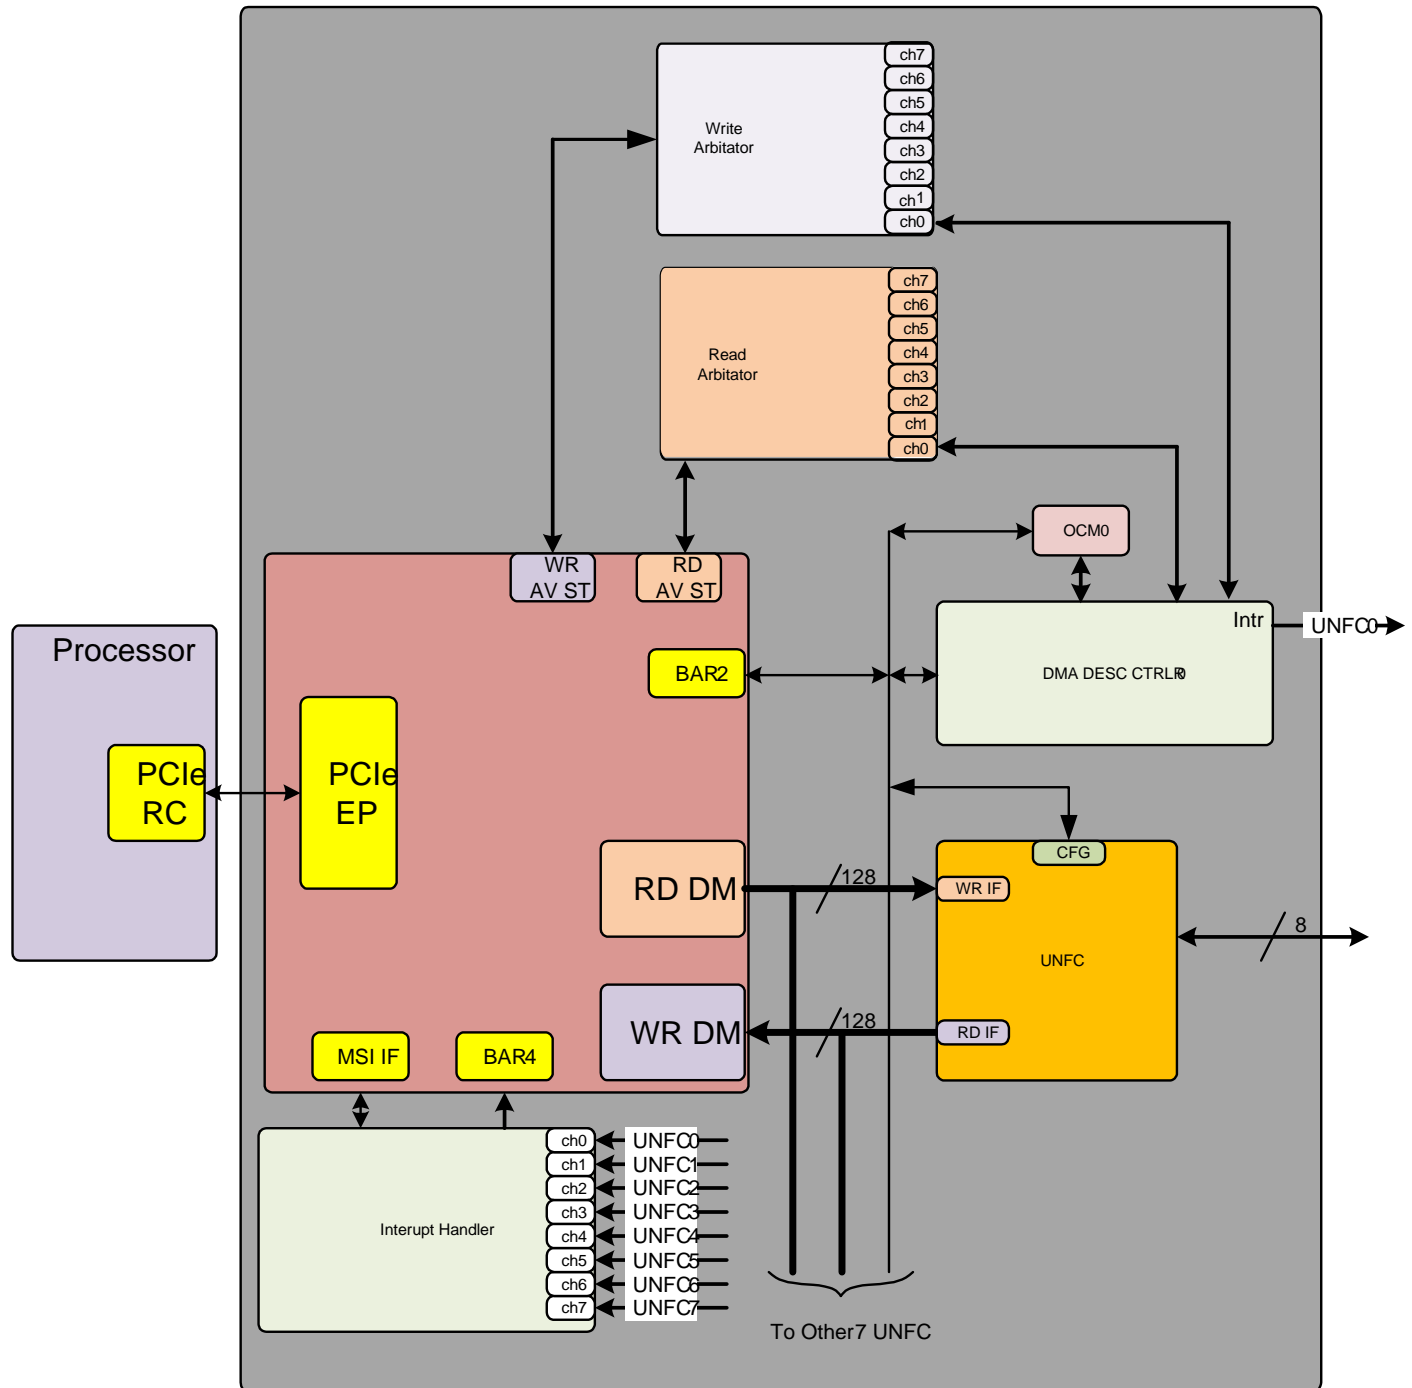 ch7
ch6
ch5
ch4
ch3
ch2
ch1
ch0
Write
Arbitator
ch7
ch6
ch5
ch4
ch3
ch2
ch1
ch0
Read
Arbitator
OCM0
WR
AV ST
RD
AV ST
Intr
UNFC0
Processor
BAR2
DMA DESC CTRLR0
PCIe
RC
PCIe
EP
CFG
RD DM
128
WR IF
8
UNFC
WR DM
128
RD IF
MSI IF
BAR4
ch0
UNFC0
ch1
UNFC1
ch2
UNFC2
ch3
UNFC3
Interupt Handler
ch4
UNFC4
ch5
UNFC5
ch6
UNFC6
ch7
UNFC7
To Other7 UNFC